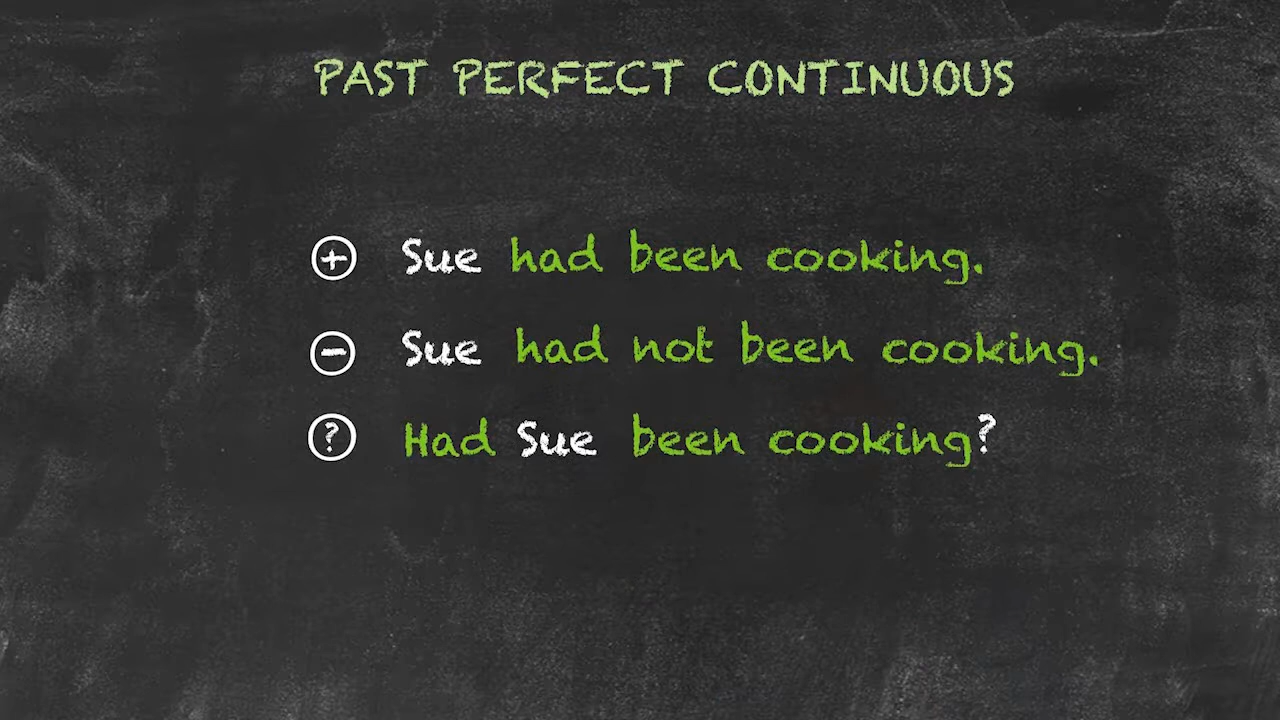 PAST PERFECT CONTINUOUS
+ Sue had been cooking.
- Sue had not been cooking.
? Had Sue been cooking?